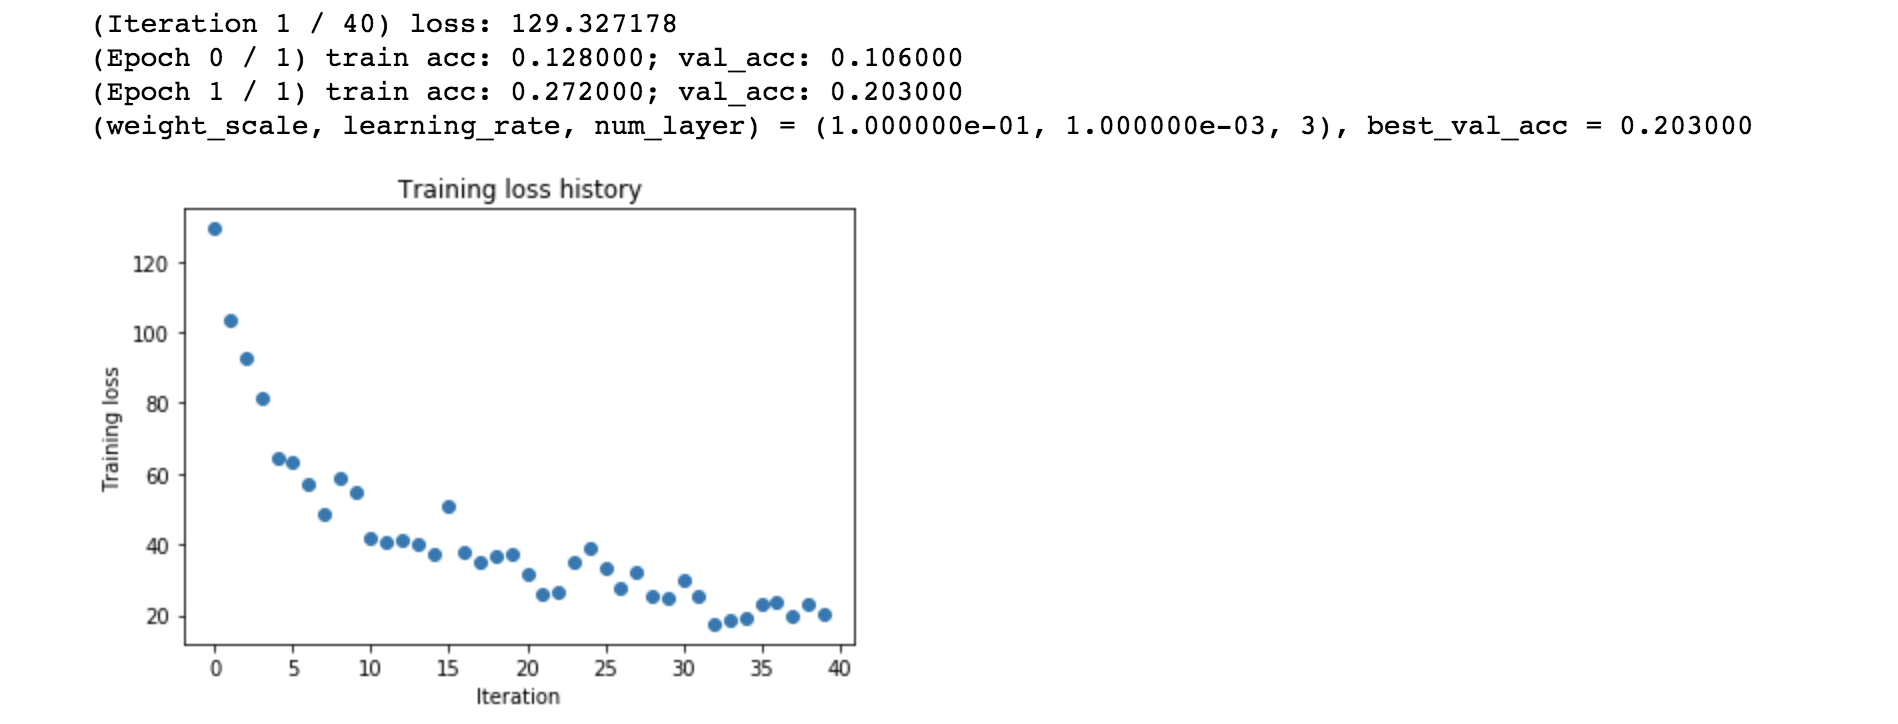 (Iteration 1 / 40) loss: 129.327178
(Epoch 0 / 1) train acc: 0.128000; val_acc: 0.106000
(Epoch 1 / 1) train acc: 0.272000; val_acc: 0.203000
(weight_scale, learning_rate, num_layer) = (1.000000e-01, 1.000000e-03, 3), best_val_acc = 0.203000
Training loss history
120
100
80
60
40
20
Training loss
0 5 10 15 20 25 30 35 40
Iteration